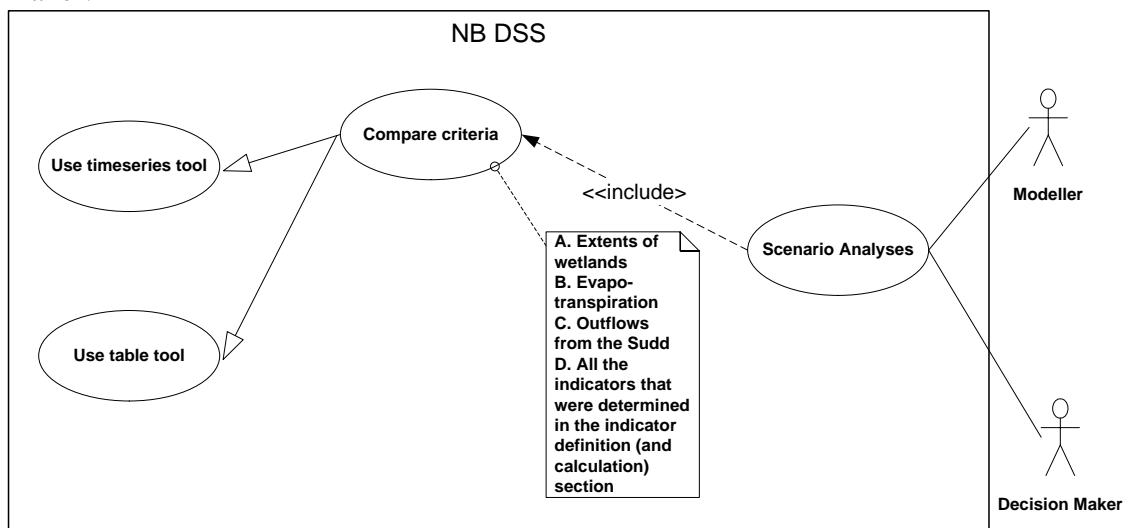 NB DSS
Compare criteria
Use timeseries tool
<<include>
Modeller
A. Extents of
wetlands
B. Evapo-
transpiration
C. Outflows
from the Sudd
D. All the
indicators that
were determined
in the indicator
definition (and
calculation)
section
Scenario Analyses
Use table tool
Decision Maker